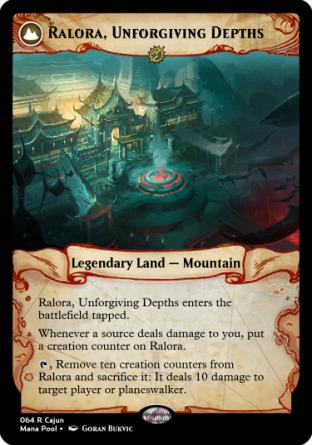 Ralora, Unforgiving Depths
Legendary Land — Mountain
Ralora, Unforgiving Depths enters the
battlefield tapped.
Whenever a source deals damage to you, put
a creation counter on Ralora.
, Remove ten creation counters from
Ralora and sacrifice it: It deals 10 damage to
target player or planeswalker.
064 R Cajun
Mana Pool • Goran Bukvic